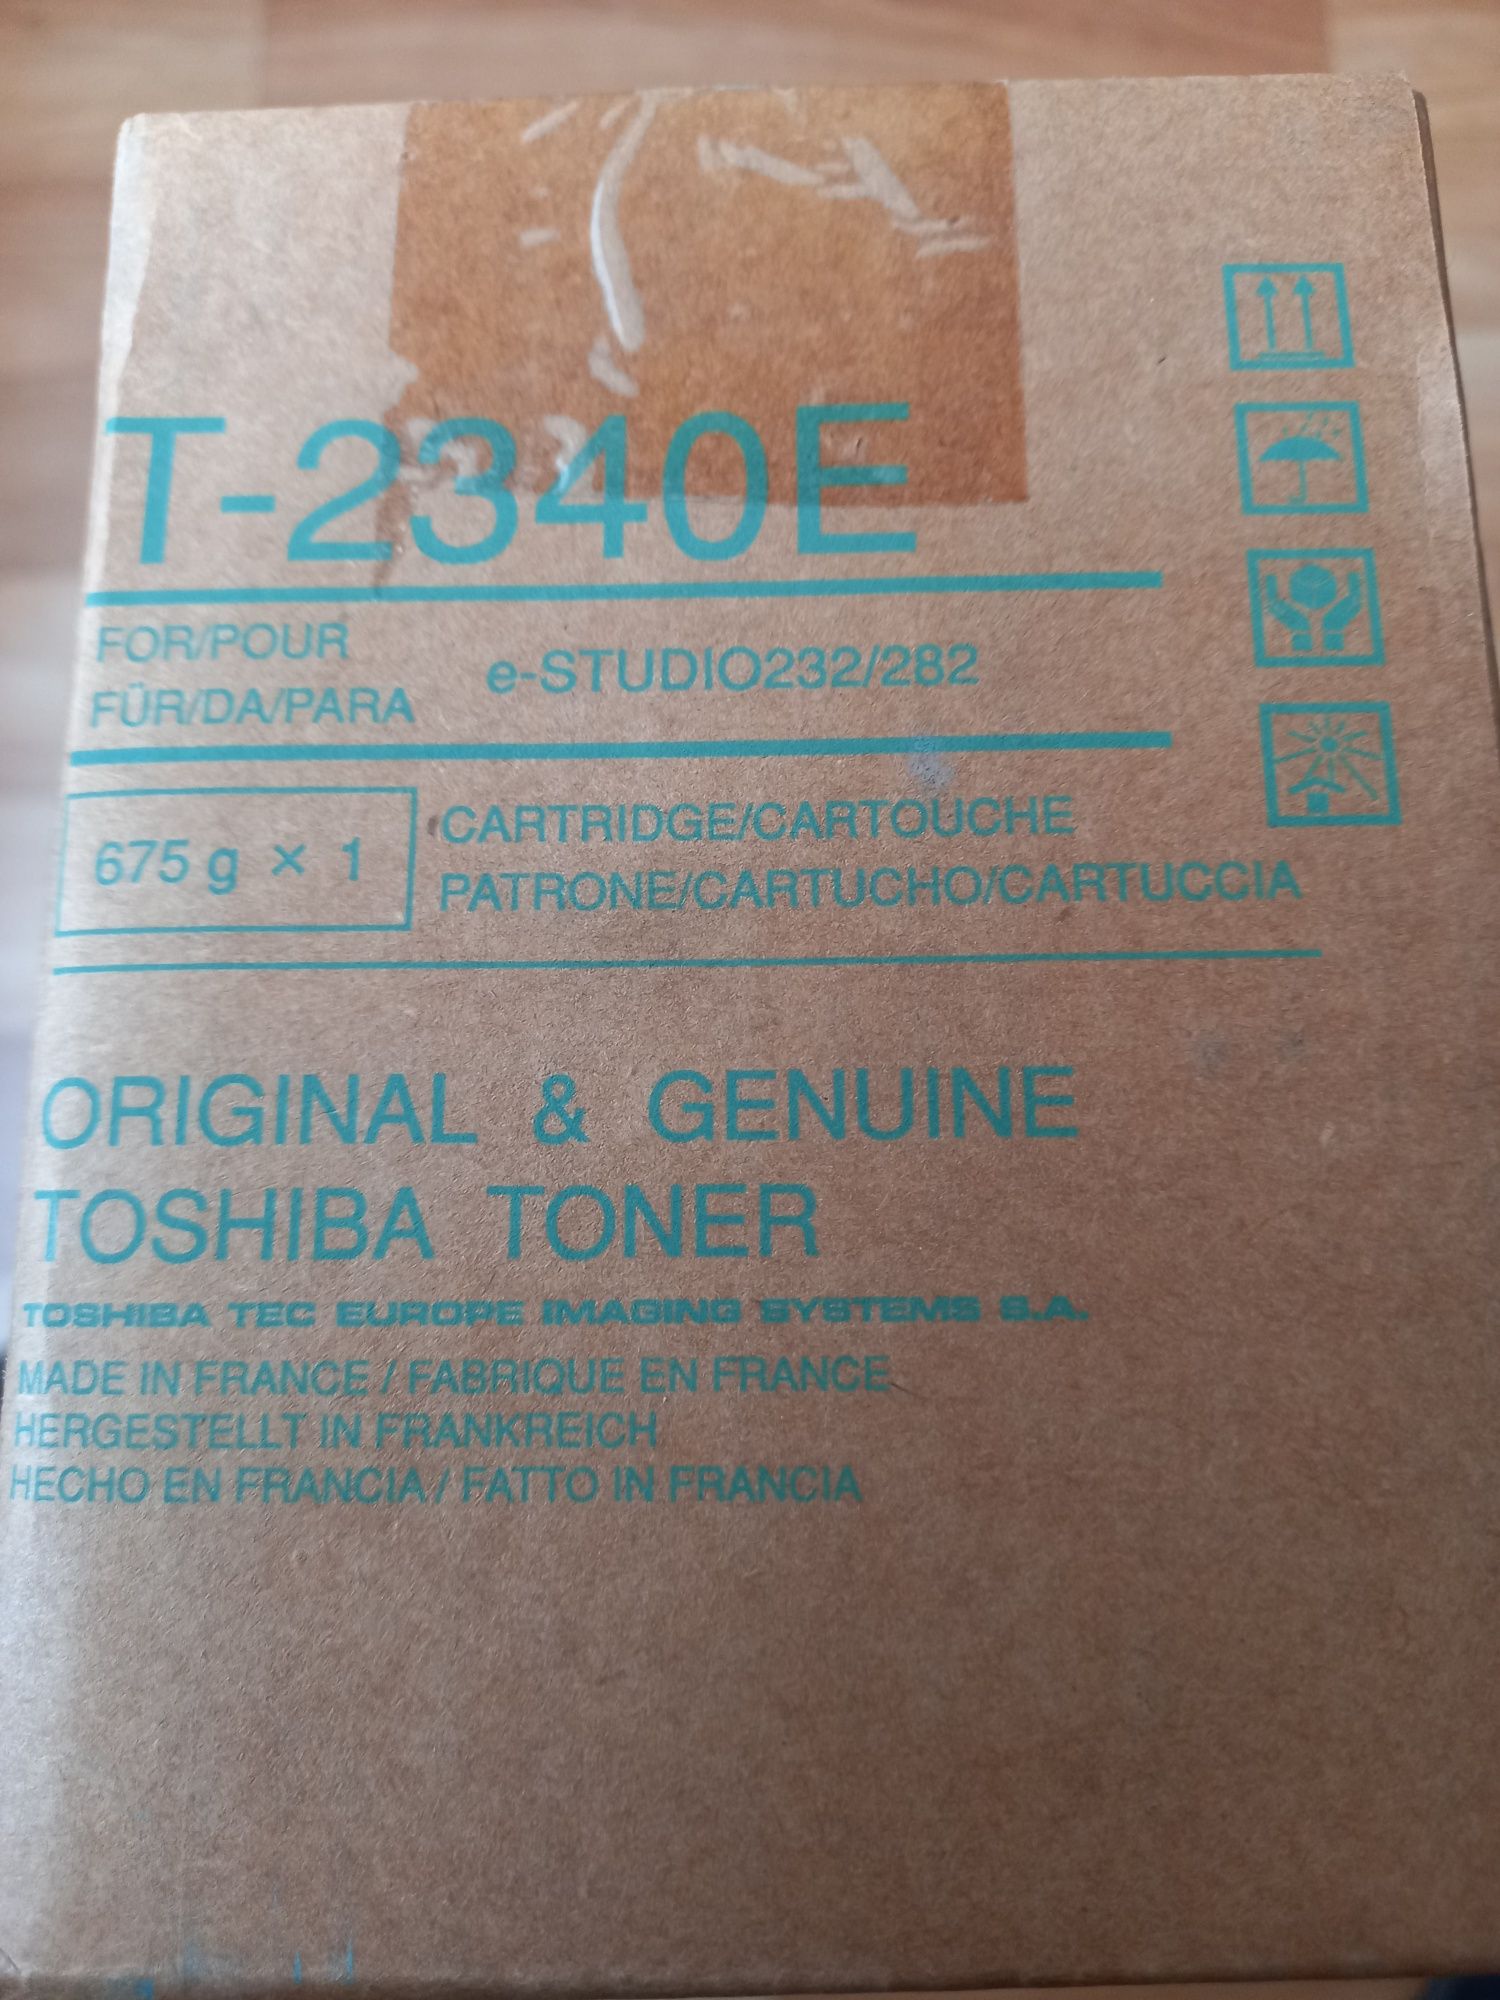 T-2340E
FOR/POUR
FÜR/DA/PARA
e-STUDIO232/282
675 g × 1
CARTRIDGE/CARTOUCHE
PATRONE/CARTUCHO/CARTUCCIA
ORIGINAL & GENUINE
TOSHIBA TONER
TOSHIBA TEC EUROPE IMAGING SYSTEMS S.A.
MADE IN FRANCE / FABRIQUE EN FRANCE
HERGESTELLT IN FRANKREICH
HECHO EN FRANCIA / FATTO IN FRANCIA